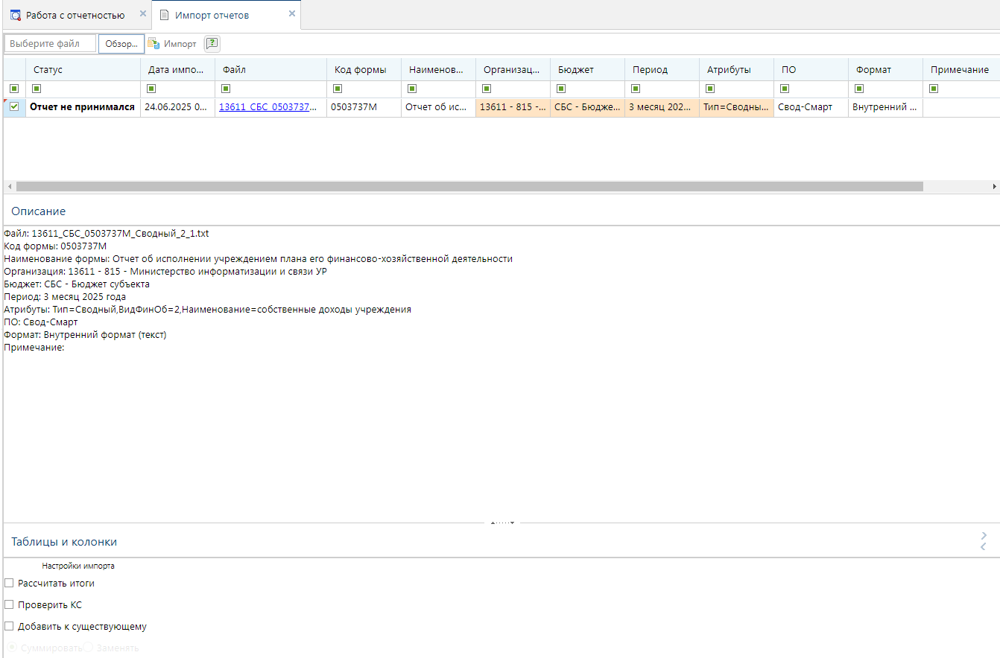 Работа с отчетностью
Импорт отчетов
Выберите файл
Обзор...
Импорт
Статус
Дата импо...
Файл
Код формы
Наименов...
Организац...
Бюджет
Период
Атрибуты
ПО
Формат
Примечание
Отчет не принимался
24.06.2025 0...
13611_СБС_0503737...
0503737М
Отчет об ис...
13611 - 815 -...
СБС - Бюдже...
3 месяц 202...
Тип=Сводны...
Свод-Смарт
Внутренний ...
Описание
Файл: 13611_СБС_0503737М_Сводный_2_1.txt
Код формы: 0503737М
Наименование формы: Отчет об исполнении учреждением плана его финансово-хозяйственной деятельности
Организация: 13611 - 815 - Министерство информатизации и связи УР
Бюджет: СБС - Бюджет субъекта
Период: 3 месяц 2025 года
Атрибуты: Тип=Сводный,ВидФинОб=2,Наименование=собственные доходы учреждения
ПО: Свод-Смарт
Формат: Внутренний формат (текст)
Примечание:
Таблицы и колонки
Настройки импорта
Рассчитать итоги
Проверить КС
Добавить к существующему
Суммировать Заменять